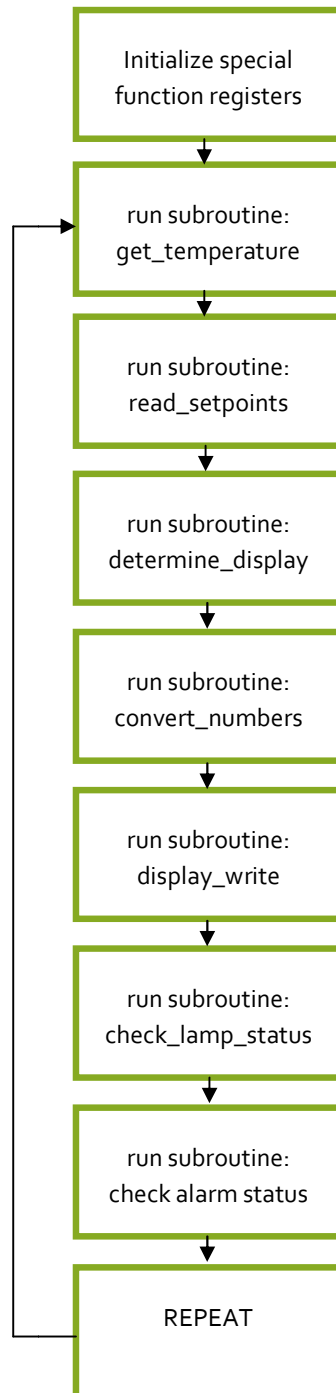 Initialize special
function registers
run subroutine:
get_temperature
run subroutine:
read_setpoints
run subroutine:
determine_display
run subroutine:
convert_numbers
run subroutine:
display_write
run subroutine:
check_lamp_status
run subroutine:
check alarm status
REPEAT